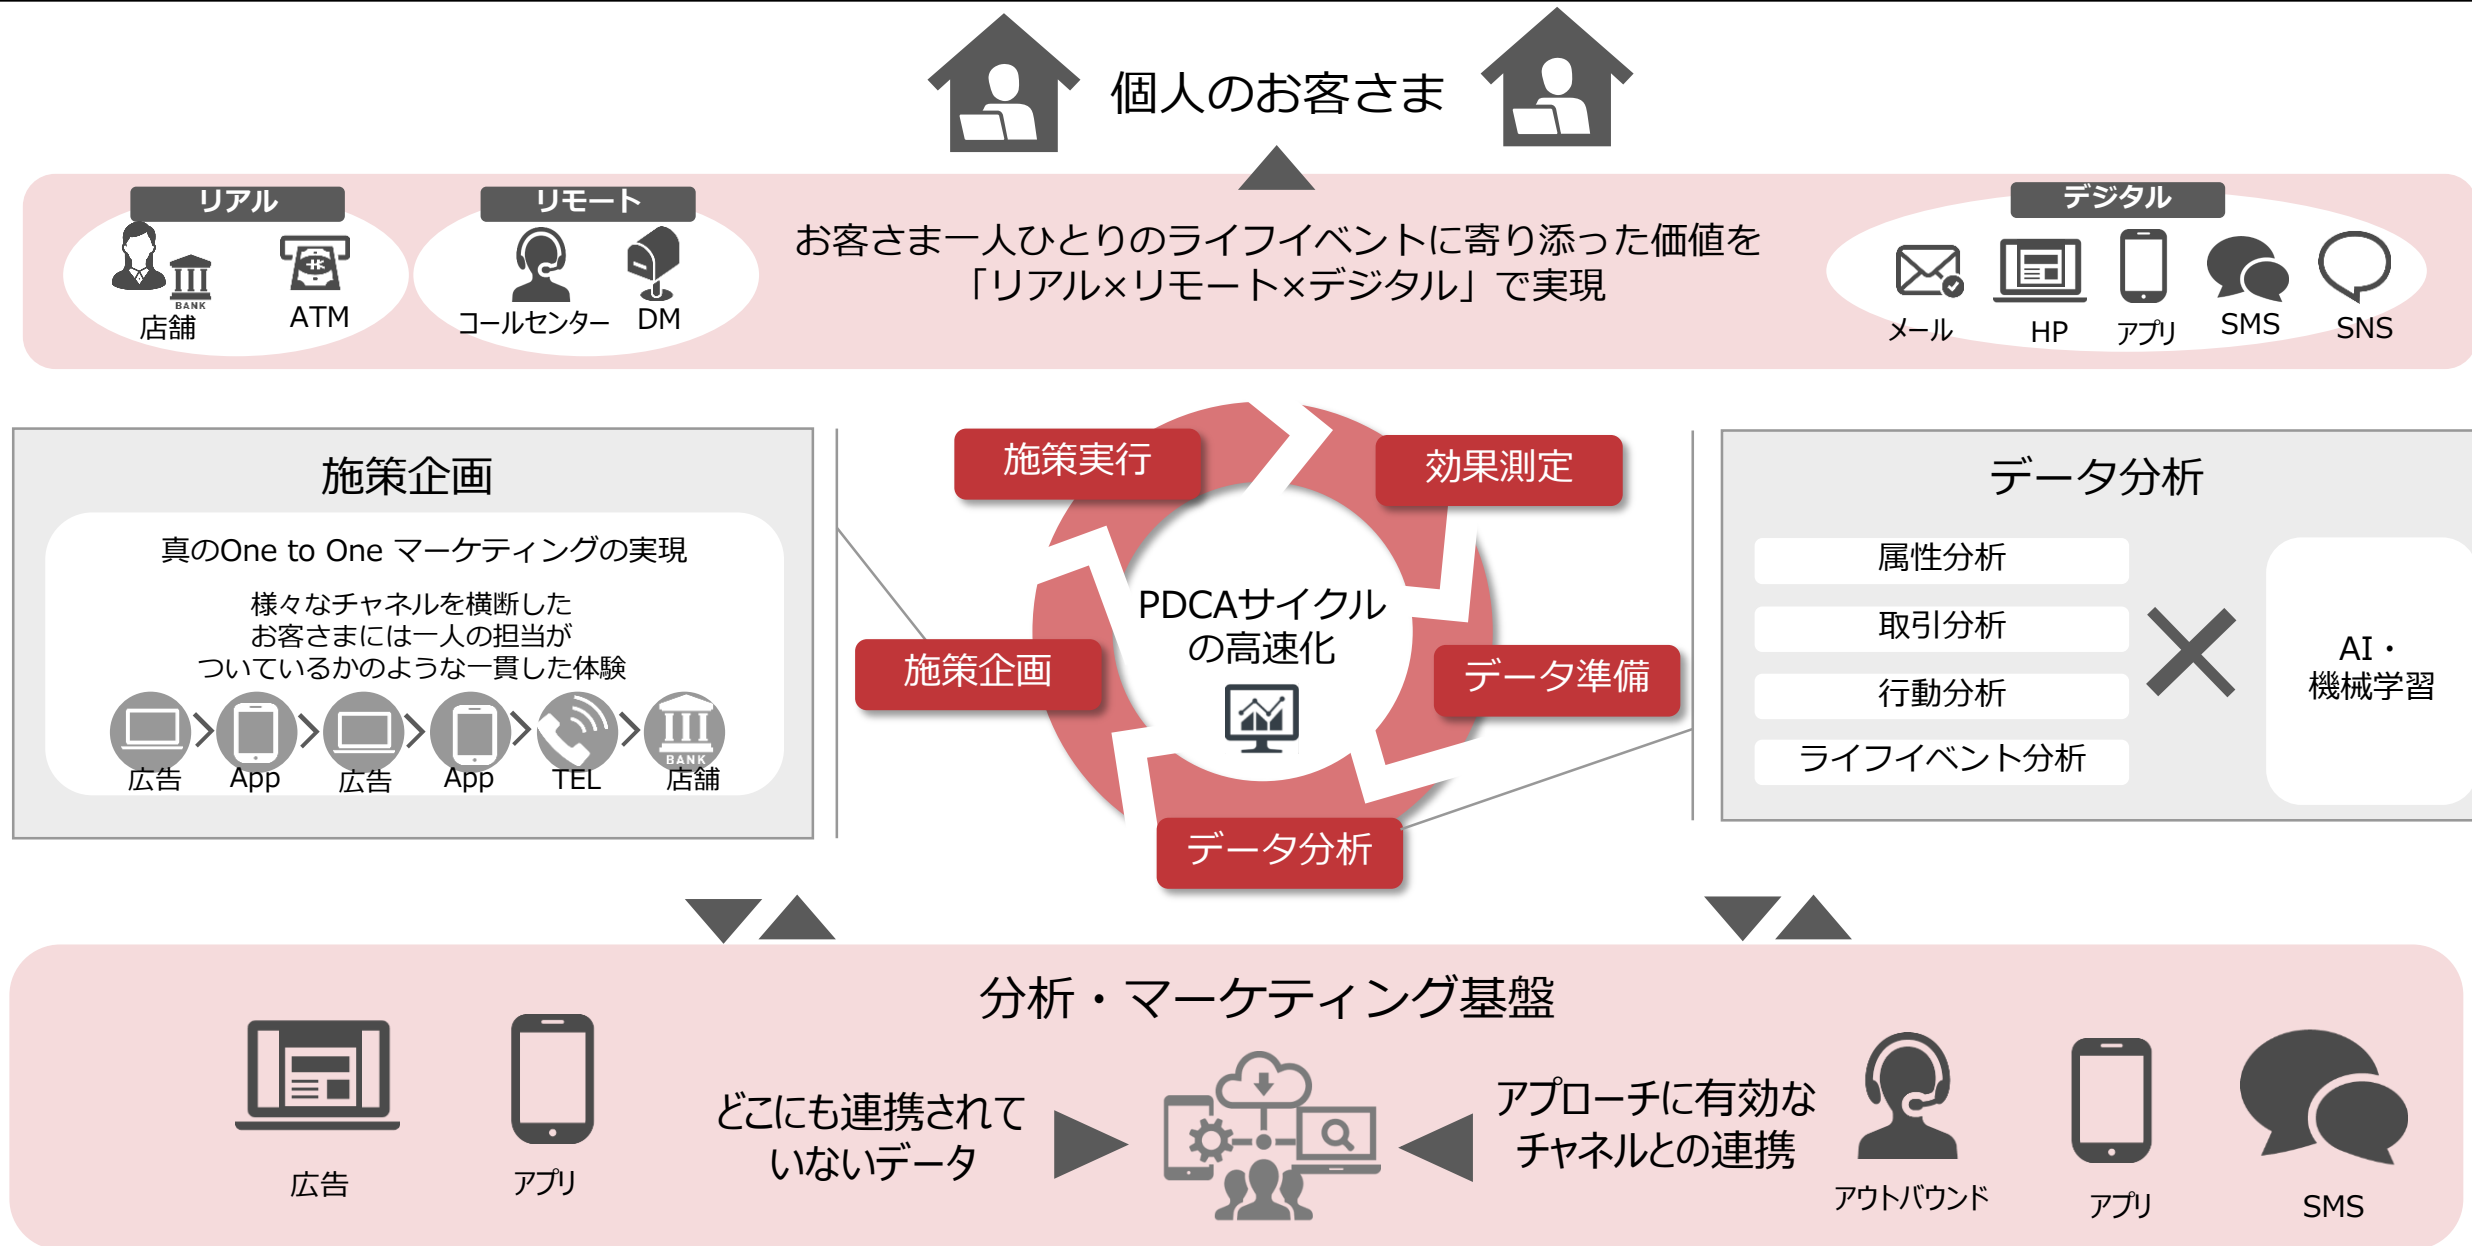 個人のお客さま
リアル
BANK
店舗
ATM
リモート
コールセンター
DM
お客さま一人ひとりのライフイベントに寄り添った価値を
「リアル×リモート×デジタル」で実現
デジタル
メール
HP
アプリ
SMS
SNS
施策企画
真のOne to One マーケティングの実現
様々なチャネルを横断した
お客さまには一人の担当が
ついているかのような一貫した体験
BANK
広告
App
広告
App
TEL
店舗
施策実行
効果測定
施策企画
データ準備
データ分析
PDCAサイクル
の高速化
データ分析
属性分析
取引分析
行動分析
ライフイベント分析
AI・
機械学習
分析・マーケティング基盤
広告
アプリ
どこにも連携されて
いないデータ
アプローチに有効な
チャネルとの連携
アウトバウンド
アプリ
SMS